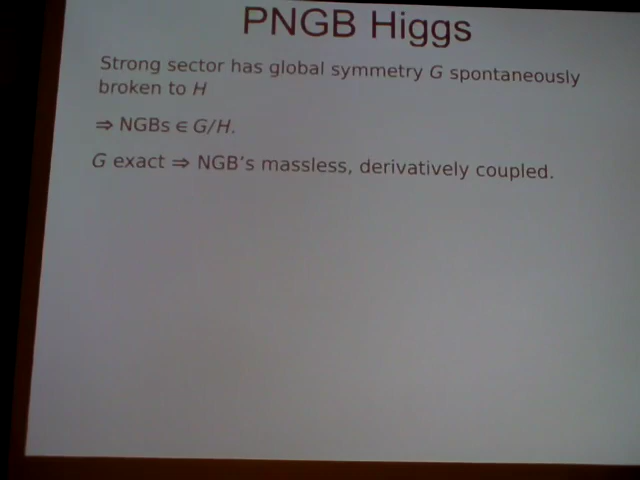 PNGB Higgs
Strong sector has global symmetry G spontaneously
broken to H
⇒ NGBs ∈ G/H.
G exact ⇒ NGB's massless, derivatively coupled.